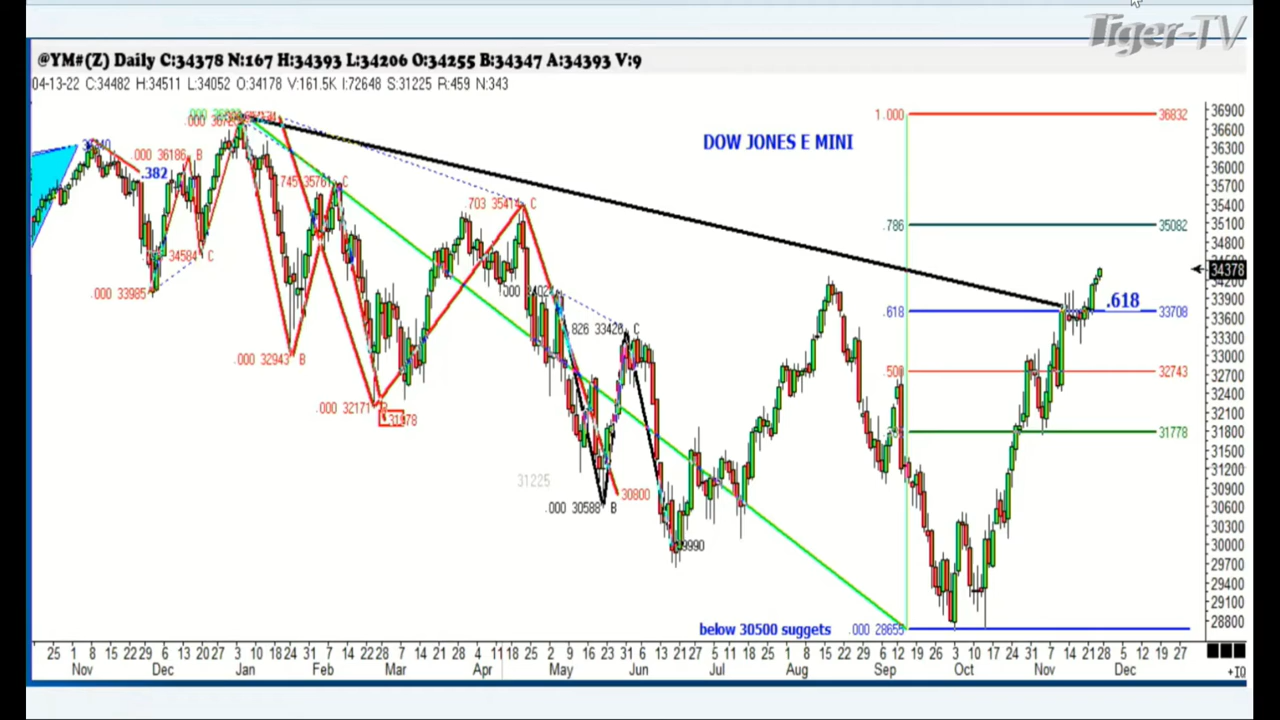 Tiger-TV
@YM#(Z) Daily C:34378 N:167 H:34393 L:34206 O:34255 B:34347 A:34393 V:9
04-13-22 C:34482 H:34511 L:34052 O:34178 V:161.5K I:72648 S:31225 R:459 N:343
DOW JONES E MINI
1.000 36832
.786 35082
.618 33708
.618
.500 32743
31778
.000 28655
below 30500 suggets
.000 36186 B
.382
34584 C
.000 33985
745 35761 C
.000 32943 B
.000 32171
703 35414 C
826 33428 C
31225
30800
.000 30588 B
36900
36600
36300
36000
35700
35400
35100
34800
34378
34200
33900
33600
33300
33000
32700
32400
32100
31800
31500
31200
30900
30600
30300
30000
29700
29400
29100
28800
25 1 8 15 22 29 6 13 20 27 3 10 18 24 31 7 14 22 28 7 14 21 28 4 11 18 25 2 9 16 23 31 6 13 21 27 5 11 18 25 1 8 15 22 29 6 12 19 26 3 10 17 24 31 7 14 21 28 5 12 19 27
Nov Dec Jan Feb Mar Apr May Jun Jul Aug Sep Oct Nov Dec